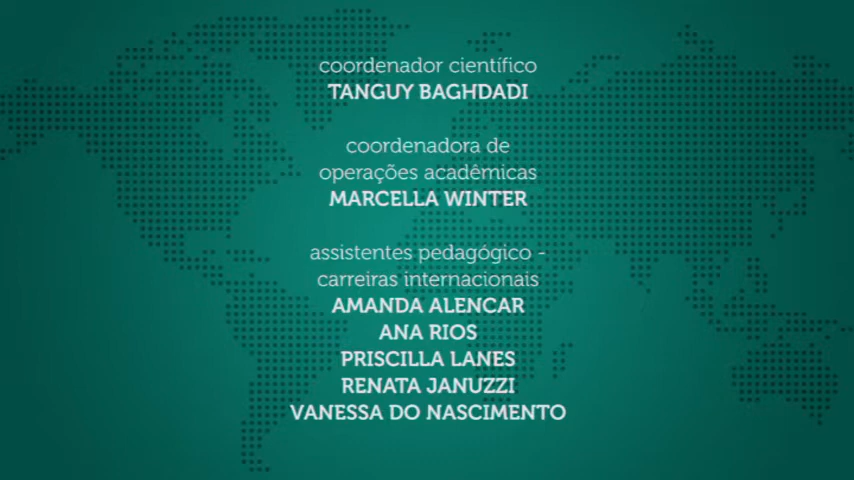 coordenador científico
TANGUY BAGHDADI
coordenadora de
operações acadêmicas
MARCELLA WINTER
assistentes pedagógico -
carreiras internacionais
AMANDA ALENCAR
ANA RIOS
PRISCILLA LANES
RENATA JANUZZI
VANESSA DO NASCIMENTO